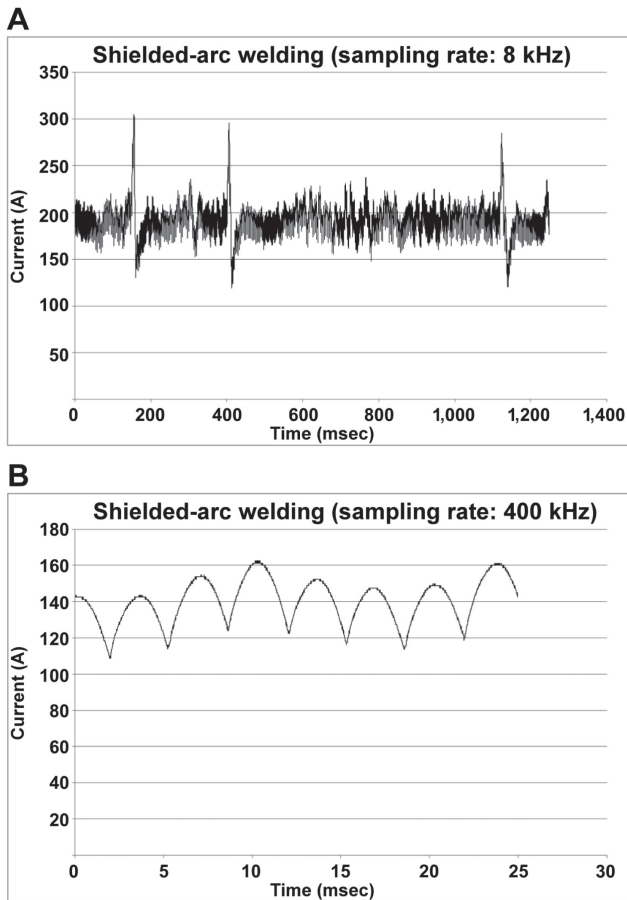 A
Shielded-arc welding (sampling rate: 8 kHz)
350
300
250
200
150
100
50
Current (A)
0 200 400 600 800 1,000 1,200 1,400
Time (msec)
B
Shielded-arc welding (sampling rate: 400 kHz)
180
160
140
120
100
80
60
40
20
Current (A)
0 5 10 15 20 25 30
Time (msec)